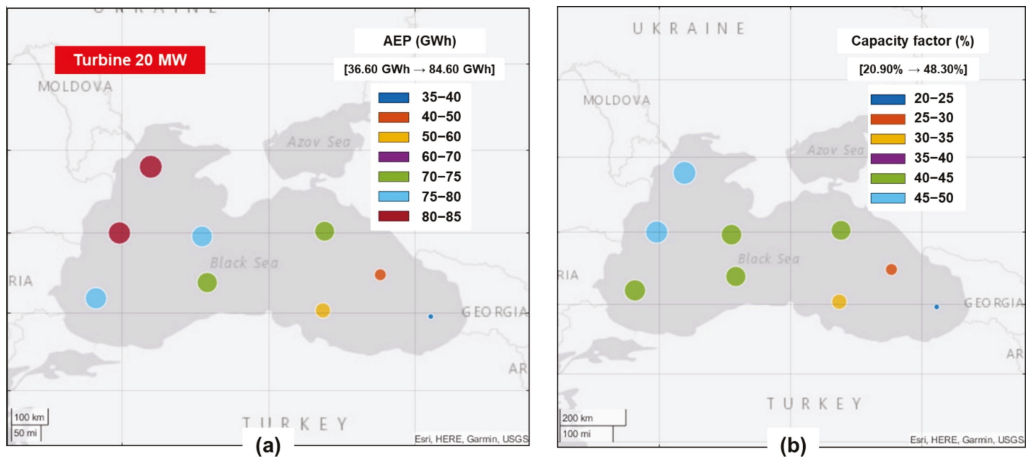 UKRAINE
Turbine 20 MW
AEP (GWh)
[36.60 GWh → 84.60 GWh]
35–40
40–50
50–60
60–70
70–75
75–80
80–85
MOLDOVA
Azov Sea
Black Sea
RIA
GEORGIA
AR
TURKEY
100 km
50 mi
Esri, HERE, Garmin, USGS
(a)
UKRAINE
Capacity factor (%)
[20.90% → 48.30%]
20–25
25–30
30–35
35–40
40–45
45–50
MOLDOVA
Azov Sea
Black Sea
RIA
GEORGIA
AR
TURKEY
200 km
100 mi
Esri, HERE, Garmin, USGS
(b)